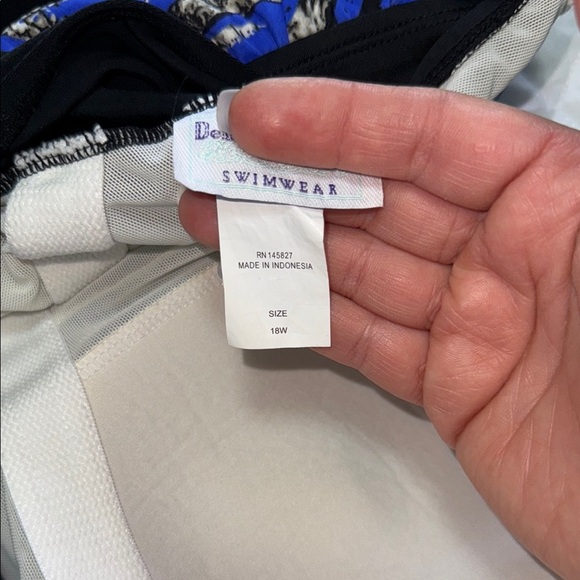 SWIMWEAR
RN 145827
MADE IN INDONESIA
SIZE
18W